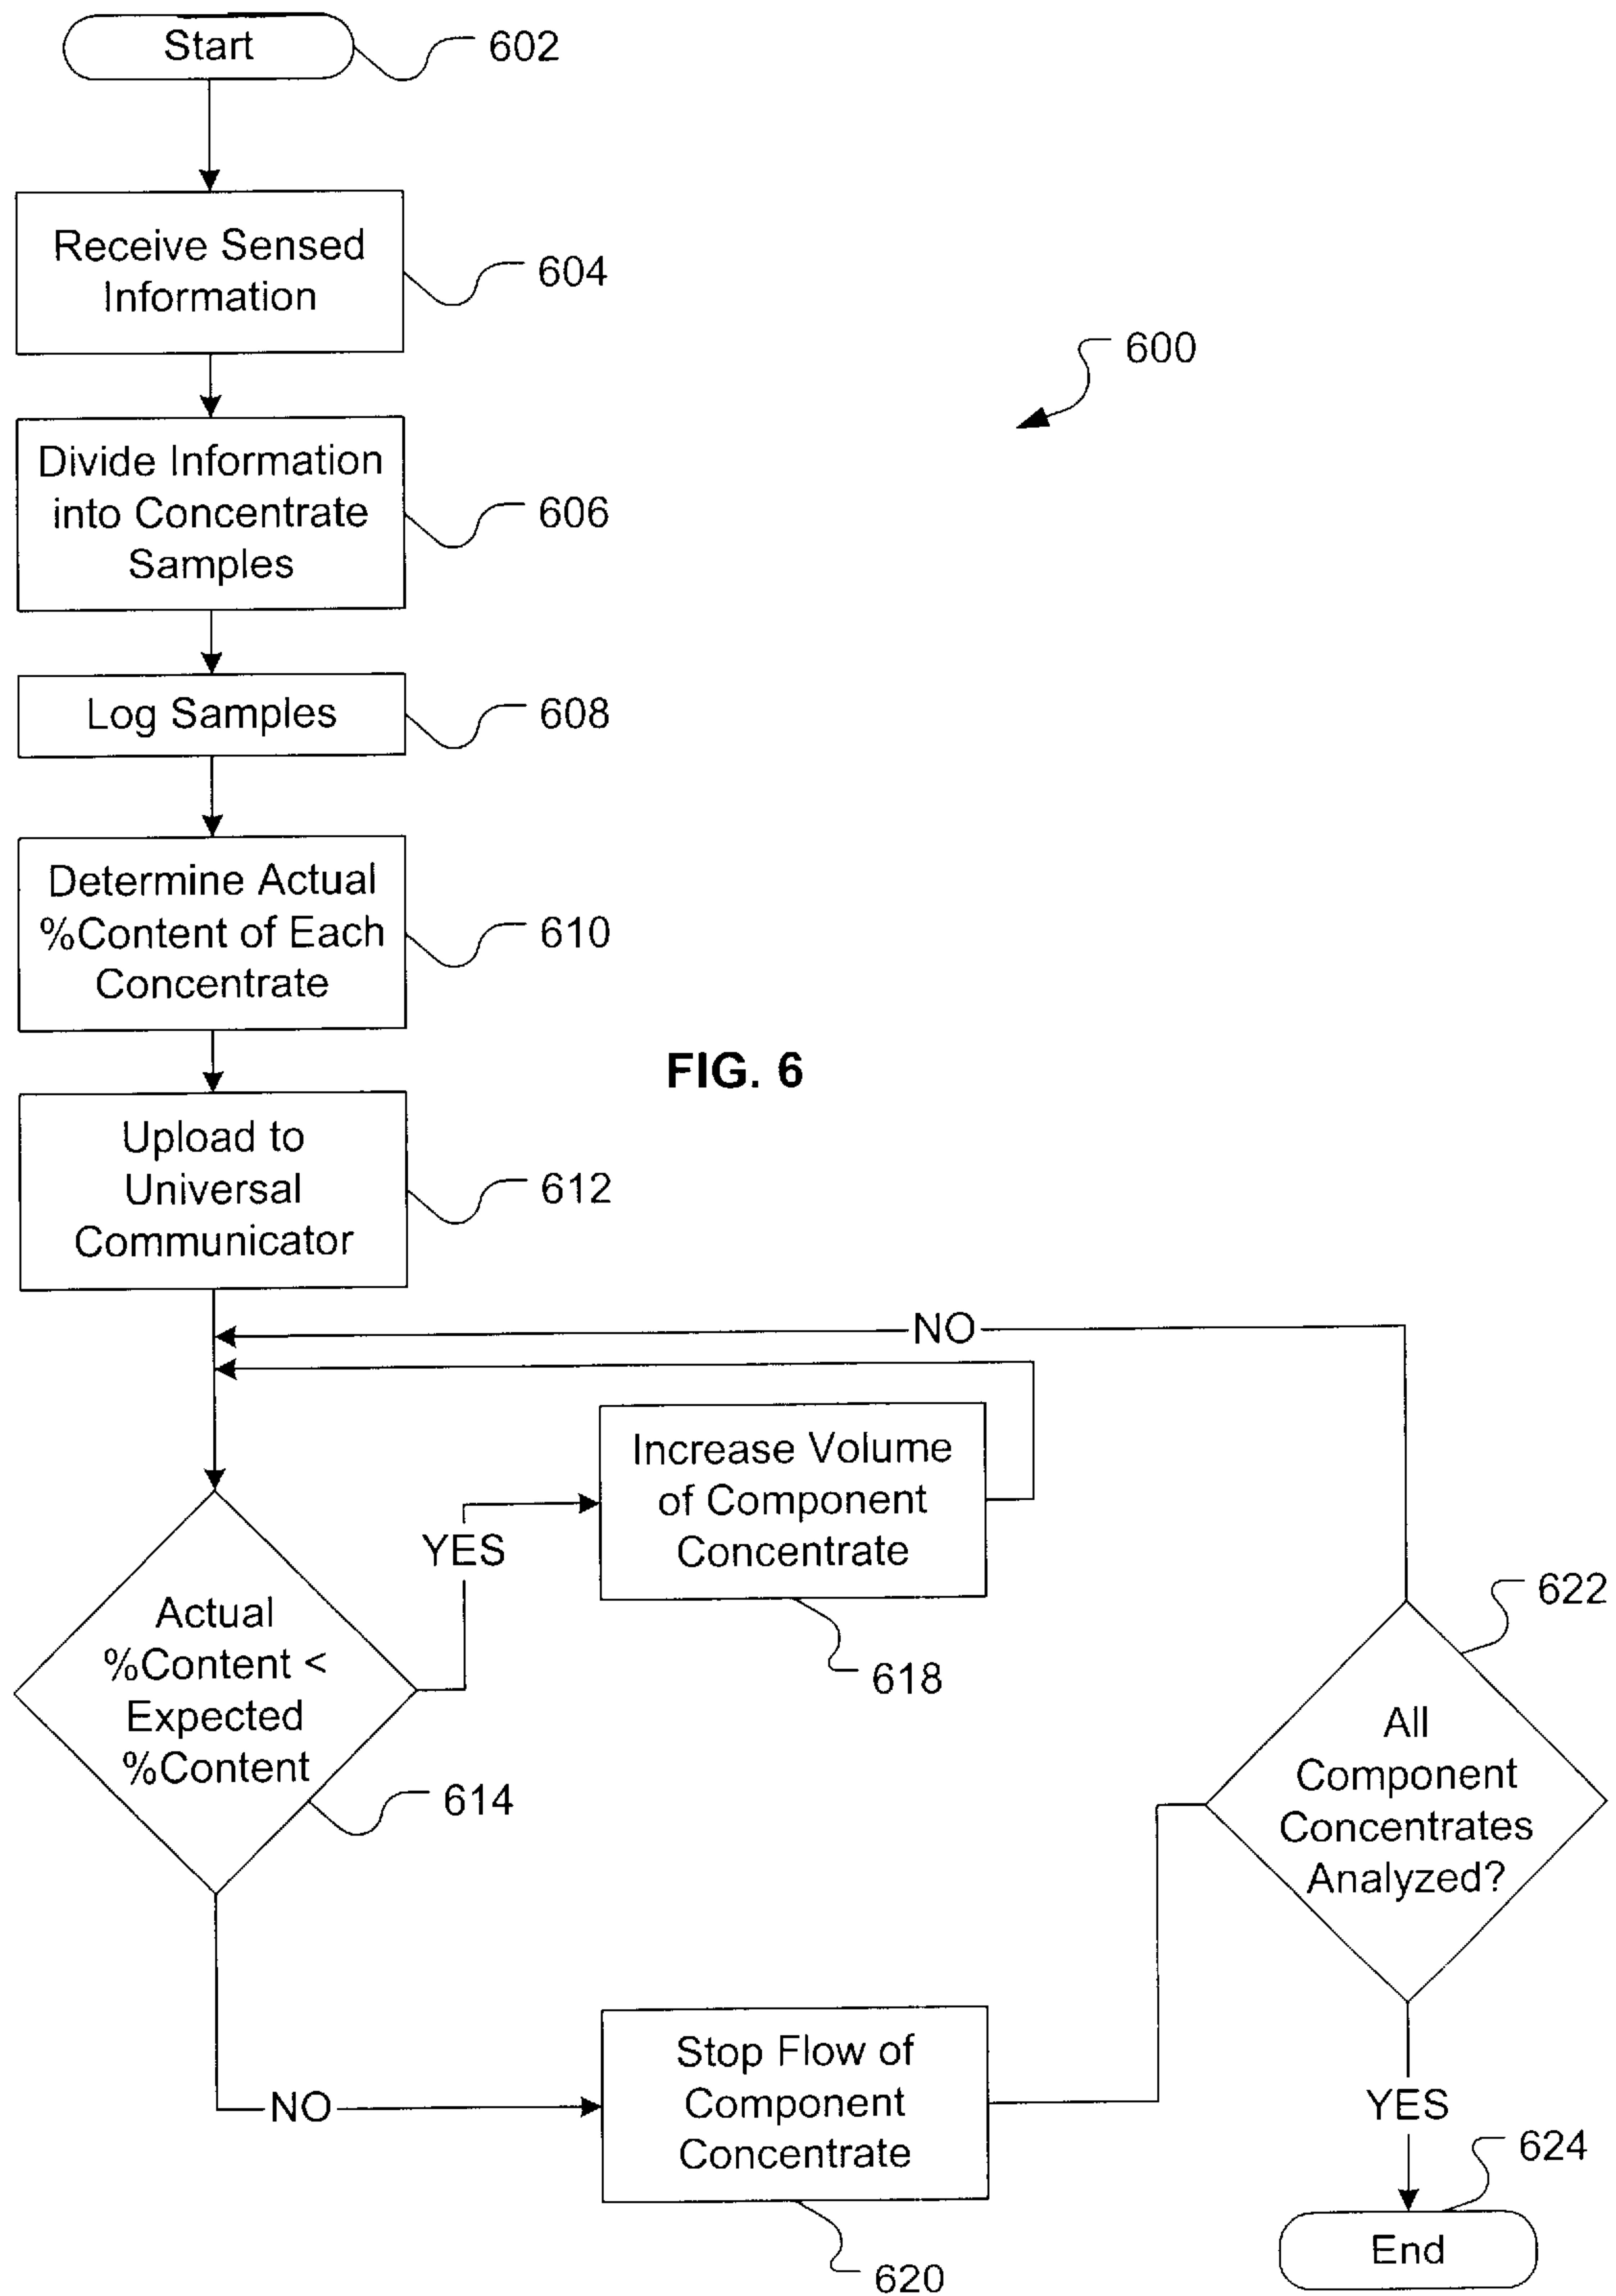 Start
602
Receive Sensed
Information
604
600
Divide Information
into Concentrate
Samples
606
Log Samples
608
Determine Actual
%Content of Each
Concentrate
610
FIG. 6
Upload to
Universal
Communicator
612
NO
Increase Volume
of Component
Concentrate
YES
618
Actual
%Content <
Expected
%Content
614
622
All
Component
Concentrates
Analyzed?
NO
Stop Flow of
Component
Concentrate
620
YES
624
End